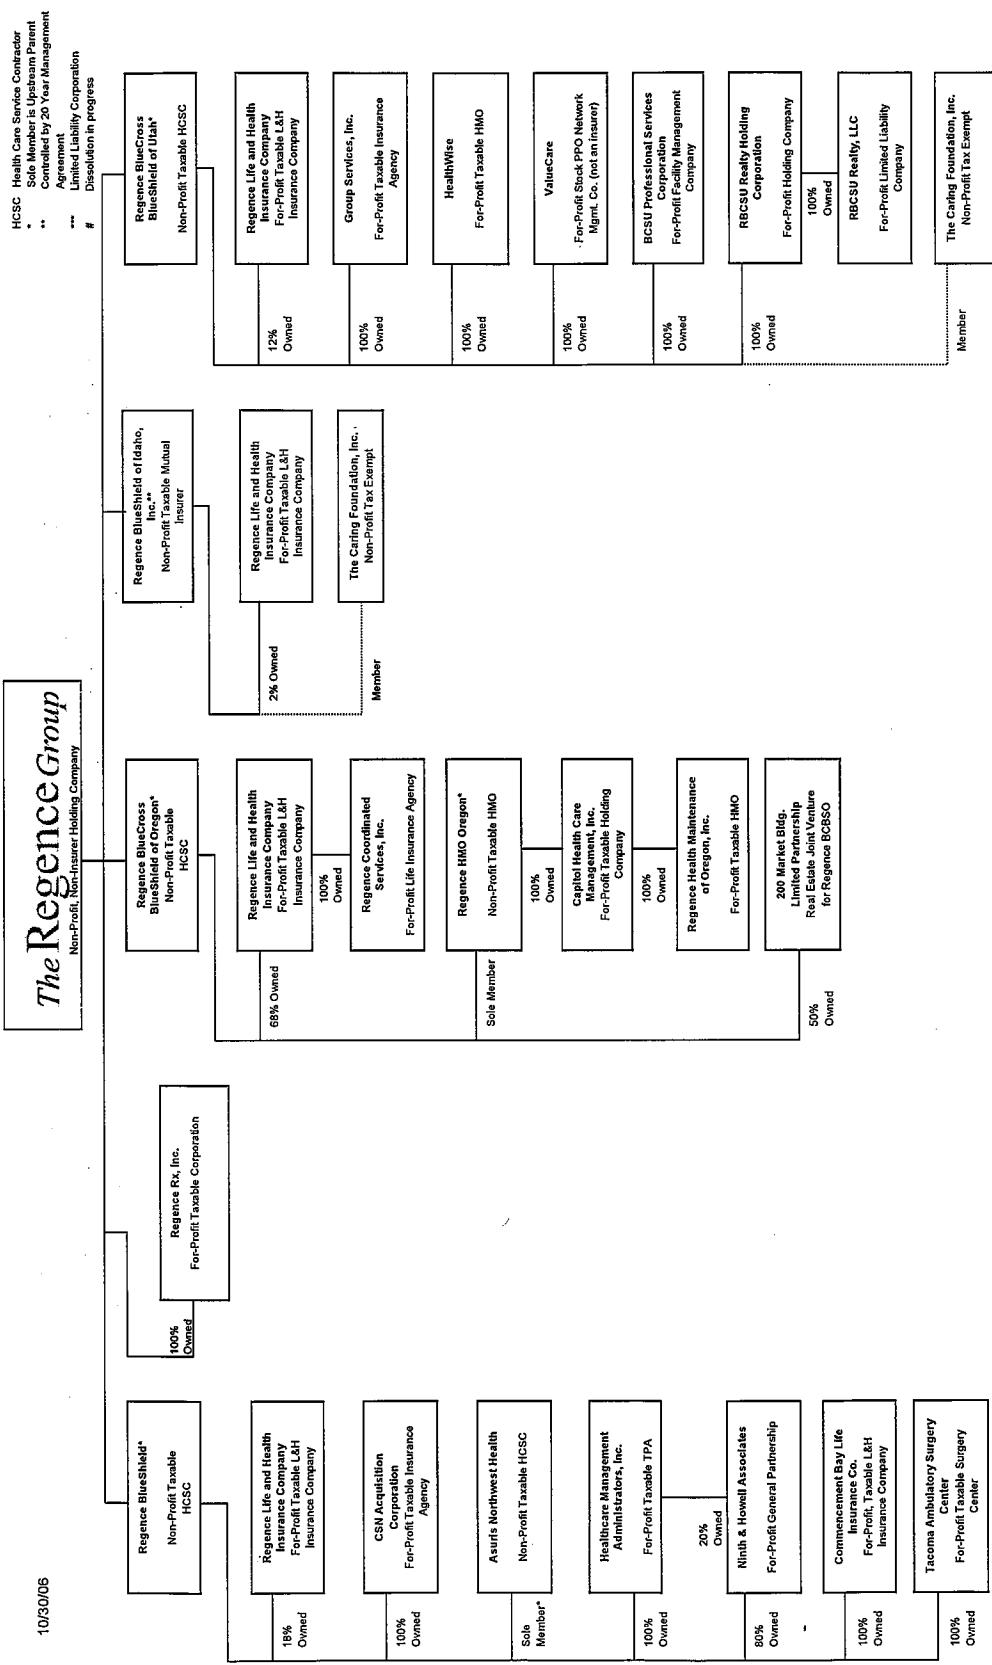 10/30/06
The Regence Group
Non-Profit, Non-Insurer Holding Company
HCSC Health Care Service Contractor
* Sole Member is Upstream Parent
** Controlled by 20 Year Management
Agreement
*** Limited Liability Corporation
# Dissolution in progress
Regence BlueShield*
Non-Profit Taxable
HCSC
18%
Owned
Regence Life and Health
Insurance Company
For-Profit Taxable L&H
Insurance Company
100%
Owned
CSN Acquisition
Corporation
For-Profit Taxable Insurance
Agency
Sole
Member*
Asuris Northwest Health
Non-Profit Taxable HCSC
100%
Owned
Healthcare Management
Administrators, Inc.
For-Profit Taxable TPA
20%
Owned
80%
Owned
Ninth & Howell Associates
For-Profit General Partnership
100%
Owned
Commencement Bay Life
Insurance Co.
For-Profit, Taxable L&H
Insurance Company
100%
Owned
Tacoma Ambulatory Surgery
Center
For-Profit Taxable Surgery
Center
100%
Owned
Regence Rx, Inc.
For-Profit Taxable Corporation
Regence BlueCross
BlueShield of Oregon*
Non-Profit Taxable
HCSC
68% Owned
Regence Life and Health
Insurance Company
For-Profit Taxable L&H
Insurance Company
100%
Owned
Regence Coordinated
Services, Inc.
For-Profit Life Insurance Agency
Sole Member
Regence HMO Oregon*
Non-Profit Taxable HMO
100%
Owned
Capitol Health Care
Management, Inc.
For-Profit Taxable Holding
Company
100%
Owned
Regence Health Maintenance
of Oregon, Inc.
For-Profit Taxable HMO
50%
Owned
200 Market Bldg.
Limited Partnership
Real Estate Joint Venture
for Regence BCBSO
Regence BlueShield of Idaho,
Inc.**
Non-Profit Taxable Mutual
Insurer
2% Owned
Regence Life and Health
Insurance Company
For-Profit Taxable L&H
Insurance Company
Member
The Caring Foundation, Inc.
Non-Profit Tax Exempt
Regence BlueCross
BlueShield of Utah*
Non-Profit Taxable HCSC
12%
Owned
Regence Life and Health
Insurance Company
For-Profit Taxable L&H
Insurance Company
100%
Owned
Group Services, Inc.
For-Profit Taxable Insurance
Agency
100%
Owned
HealthWise
For-Profit Taxable HMO
100%
Owned
ValueCare
For-Profit Stock PPO Network
Mgmt. Co. (not an insurer)
100%
Owned
BCSU Professional Services
Corporation
For-Profit Facility Management
Company
100%
Owned
RBCSU Realty Holding
Corporation
For-Profit Holding Company
100%
Owned
RBCSU Realty, LLC
For-Profit Limited Liability
Company
Member
The Caring Foundation, Inc.
Non-Profit Tax Exempt